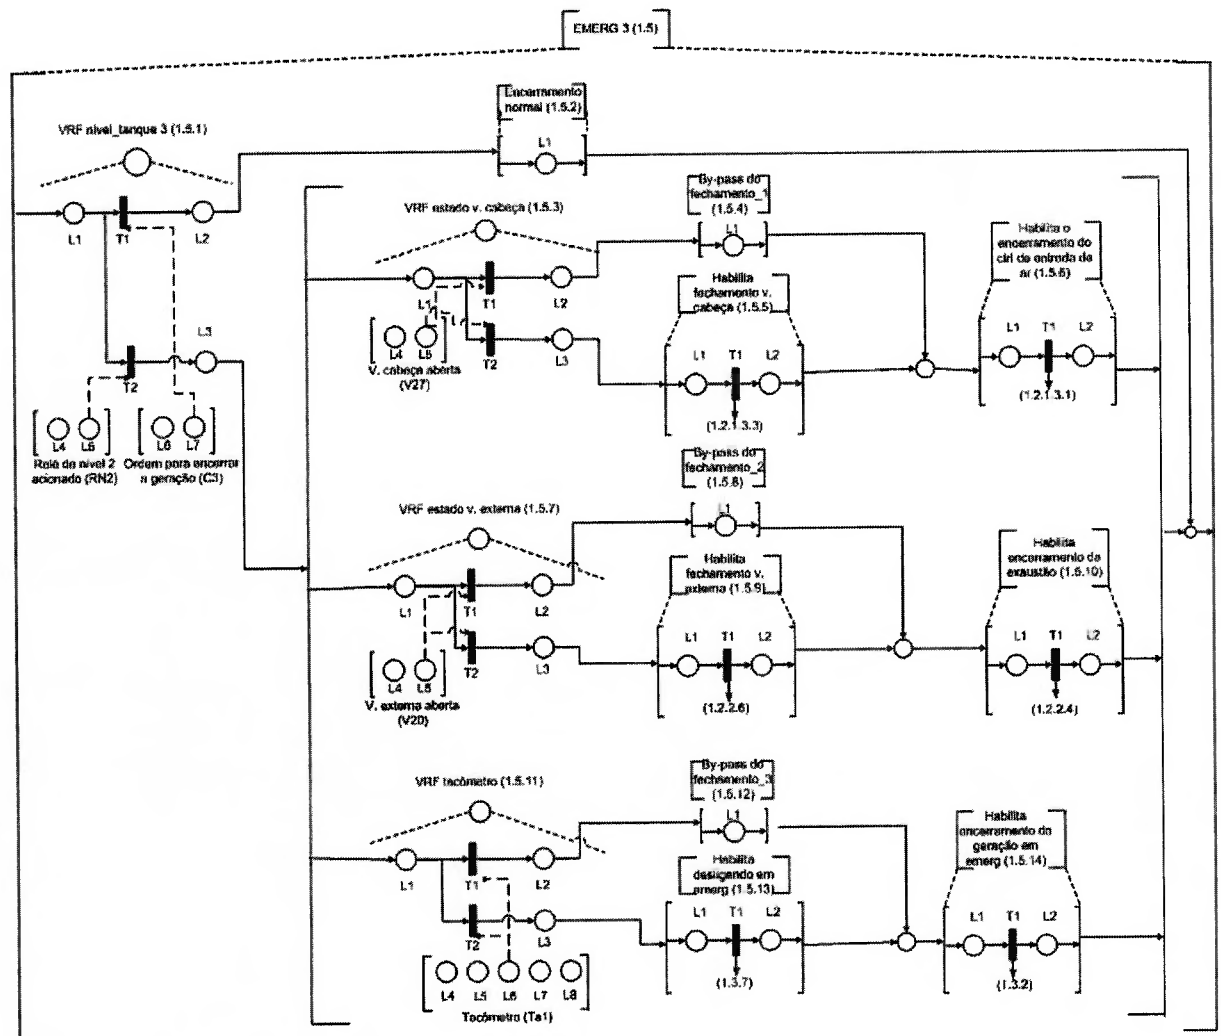 EMERG 3 (1.5)
Encerramento
normal (1.5.2)
L1
VRF nivel_tanque 3 (1.5.1)
L1
T1
L2
L3
T2
L4
L5
Relé de nivel 2
acionado (RN2)
L6
L7
Ordem para encerrar
a geração (C3)
VRF estado v. cabeça (1.5.3)
L1
T1
L2
T2
L3
L4
L5
V. cabeça aberta
(V27)
By-pass do
fechamento_1
(1.5.4)
L1
Habilita
fechamento v.
cabeça (1.5.5)
L1
T1
L2
(1.2.1.3.3)
Habilita o
encerramento do
cirl de entrada de
ar (1.5.6)
L1
T1
L2
(1.2.1.3.1)
VRF estado v. externa (1.5.7)
L1
T1
L2
T2
L3
L4
L5
V. externa aberta
(V20)
By-pass do
fechamento_2
(1.5.8)
L1
Habilita
fechamento v.
externa (1.5.9)
L1
T1
L2
(1.2.2.6)
Habilita
encerramento da
exaustão (1.5.10)
L1
T1
L2
(1.2.2.4)
VRF tacômetro (1.5.11)
L1
T1
L2
T2
L3
L4
L5
L6
L7
L8
Tacômetro (Ta1)
By-pass do
fechamento_3
(1.5.12)
L1
Habilita
desligando em
emerg (1.5.13)
L1
T1
L2
(1.3.7)
Habilita
encerramento da
geração em
emerg (1.5.14)
L1
T1
L2
(1.3.2)